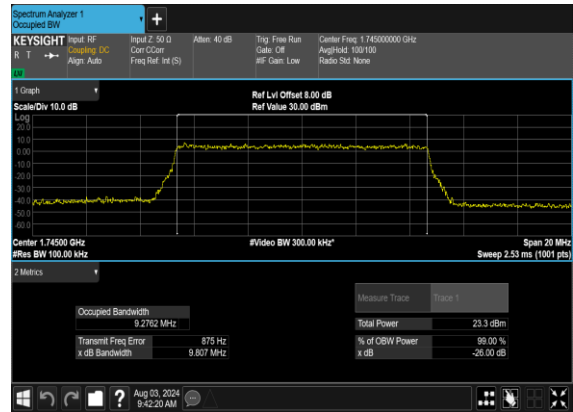 Spectrum Analyzer 1
Occupied BW
+
KEYSIGHT Input: RF Input Z: 50 Ω Atten: 40 dB Trig: Free Run Center Freq: 1.745000000 GHz
R T Coupling: DC Corr CCorr Gate: Off Avg|Hold: 100/100
Align: Auto Freq Ref: Int (S) #IF Gain: Low Radio Std: None
LW
1 Graph
Ref Lvl Offset 8.00 dB
Scale/Div 10.0 dB Ref Value 30.00 dBm
Log
20.0
10.0
0.00
-10.0
-20.0
-30.0
-40.0
-50.0
-60.0
Center 1.74500 GHz #Video BW 300.00 kHz* Span 20 MHz
#Res BW 100.00 kHz Sweep 2.53 ms (1001 pts)
2 Metrics
Measure Trace Trace 1
Occupied Bandwidth
9.2762 MHz Total Power 23.3 dBm
Transmit Freq Error 875 Hz % of OBW Power 99.00 %
x dB Bandwidth 9.807 MHz x dB -26.00 dB
? Aug 03, 2024
9:42:20 AM